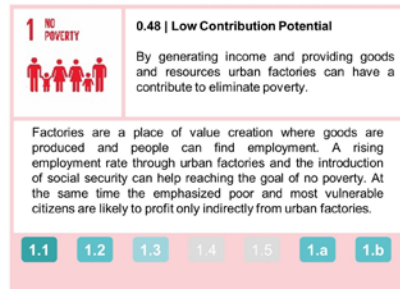 1 NO
POVERTY
0.48 | Low Contribution Potential
By generating income and providing goods
and resources urban factories can have a
contribute to eliminate poverty.
Factories are a place of value creation where goods are
produced and people can find employment. A rising
employment rate through urban factories and the introduction
of social security can help reaching the goal of no poverty. At
the same time the emphasized poor and most vulnerable
citizens are likely to profit only indirectly from urban factories.
1.1 1.2 1.3 1.4 1.5 1.a 1.b